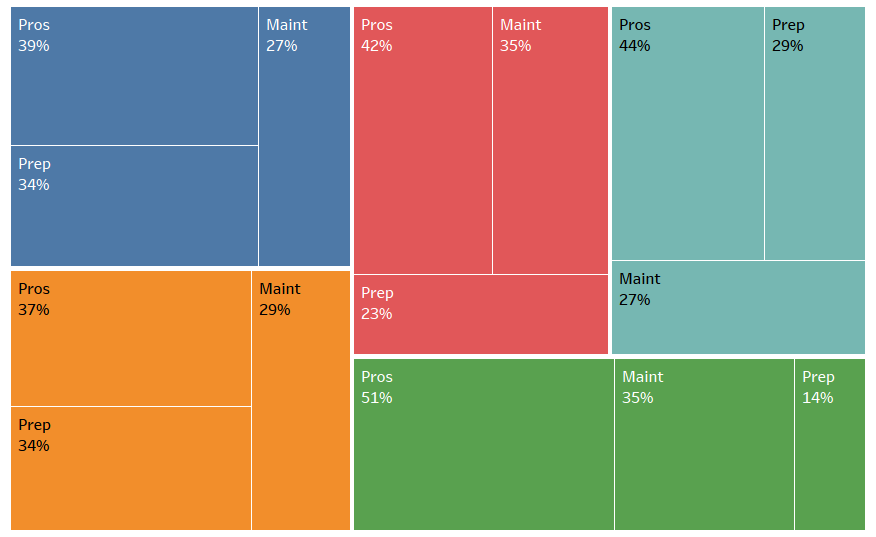 Pros
39%
Maint
27%
Prep
34%
Pros
37%
Maint
29%
Prep
34%
Pros
42%
Maint
35%
Prep
23%
Pros
44%
Prep
29%
Maint
27%
Pros
51%
Maint
35%
Prep
14%